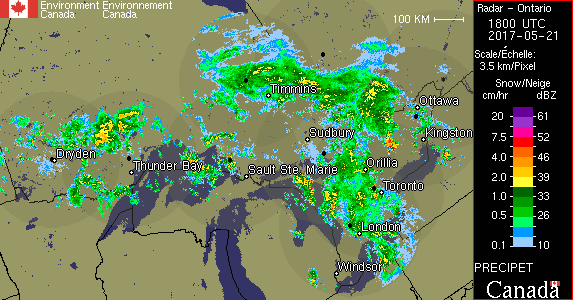 Environment Environnement
Canada Canada
100 KM
Timmins
Ottawa
Sudbury
Kingston
Dryden
Thunder Bay
Sault Ste. Marie
Orillia
Toronto
London
Windsor
Radar - Ontario
1800 UTC
2017-05-21
Scale/Échelle:
3.5 km/Pixel
Snow/Neige
cm/hr dBZ
20 61
7.5 52
4.0 46
2.0 39
1.0 33
0.5 26
0.1 10
PRECIPET
Canada